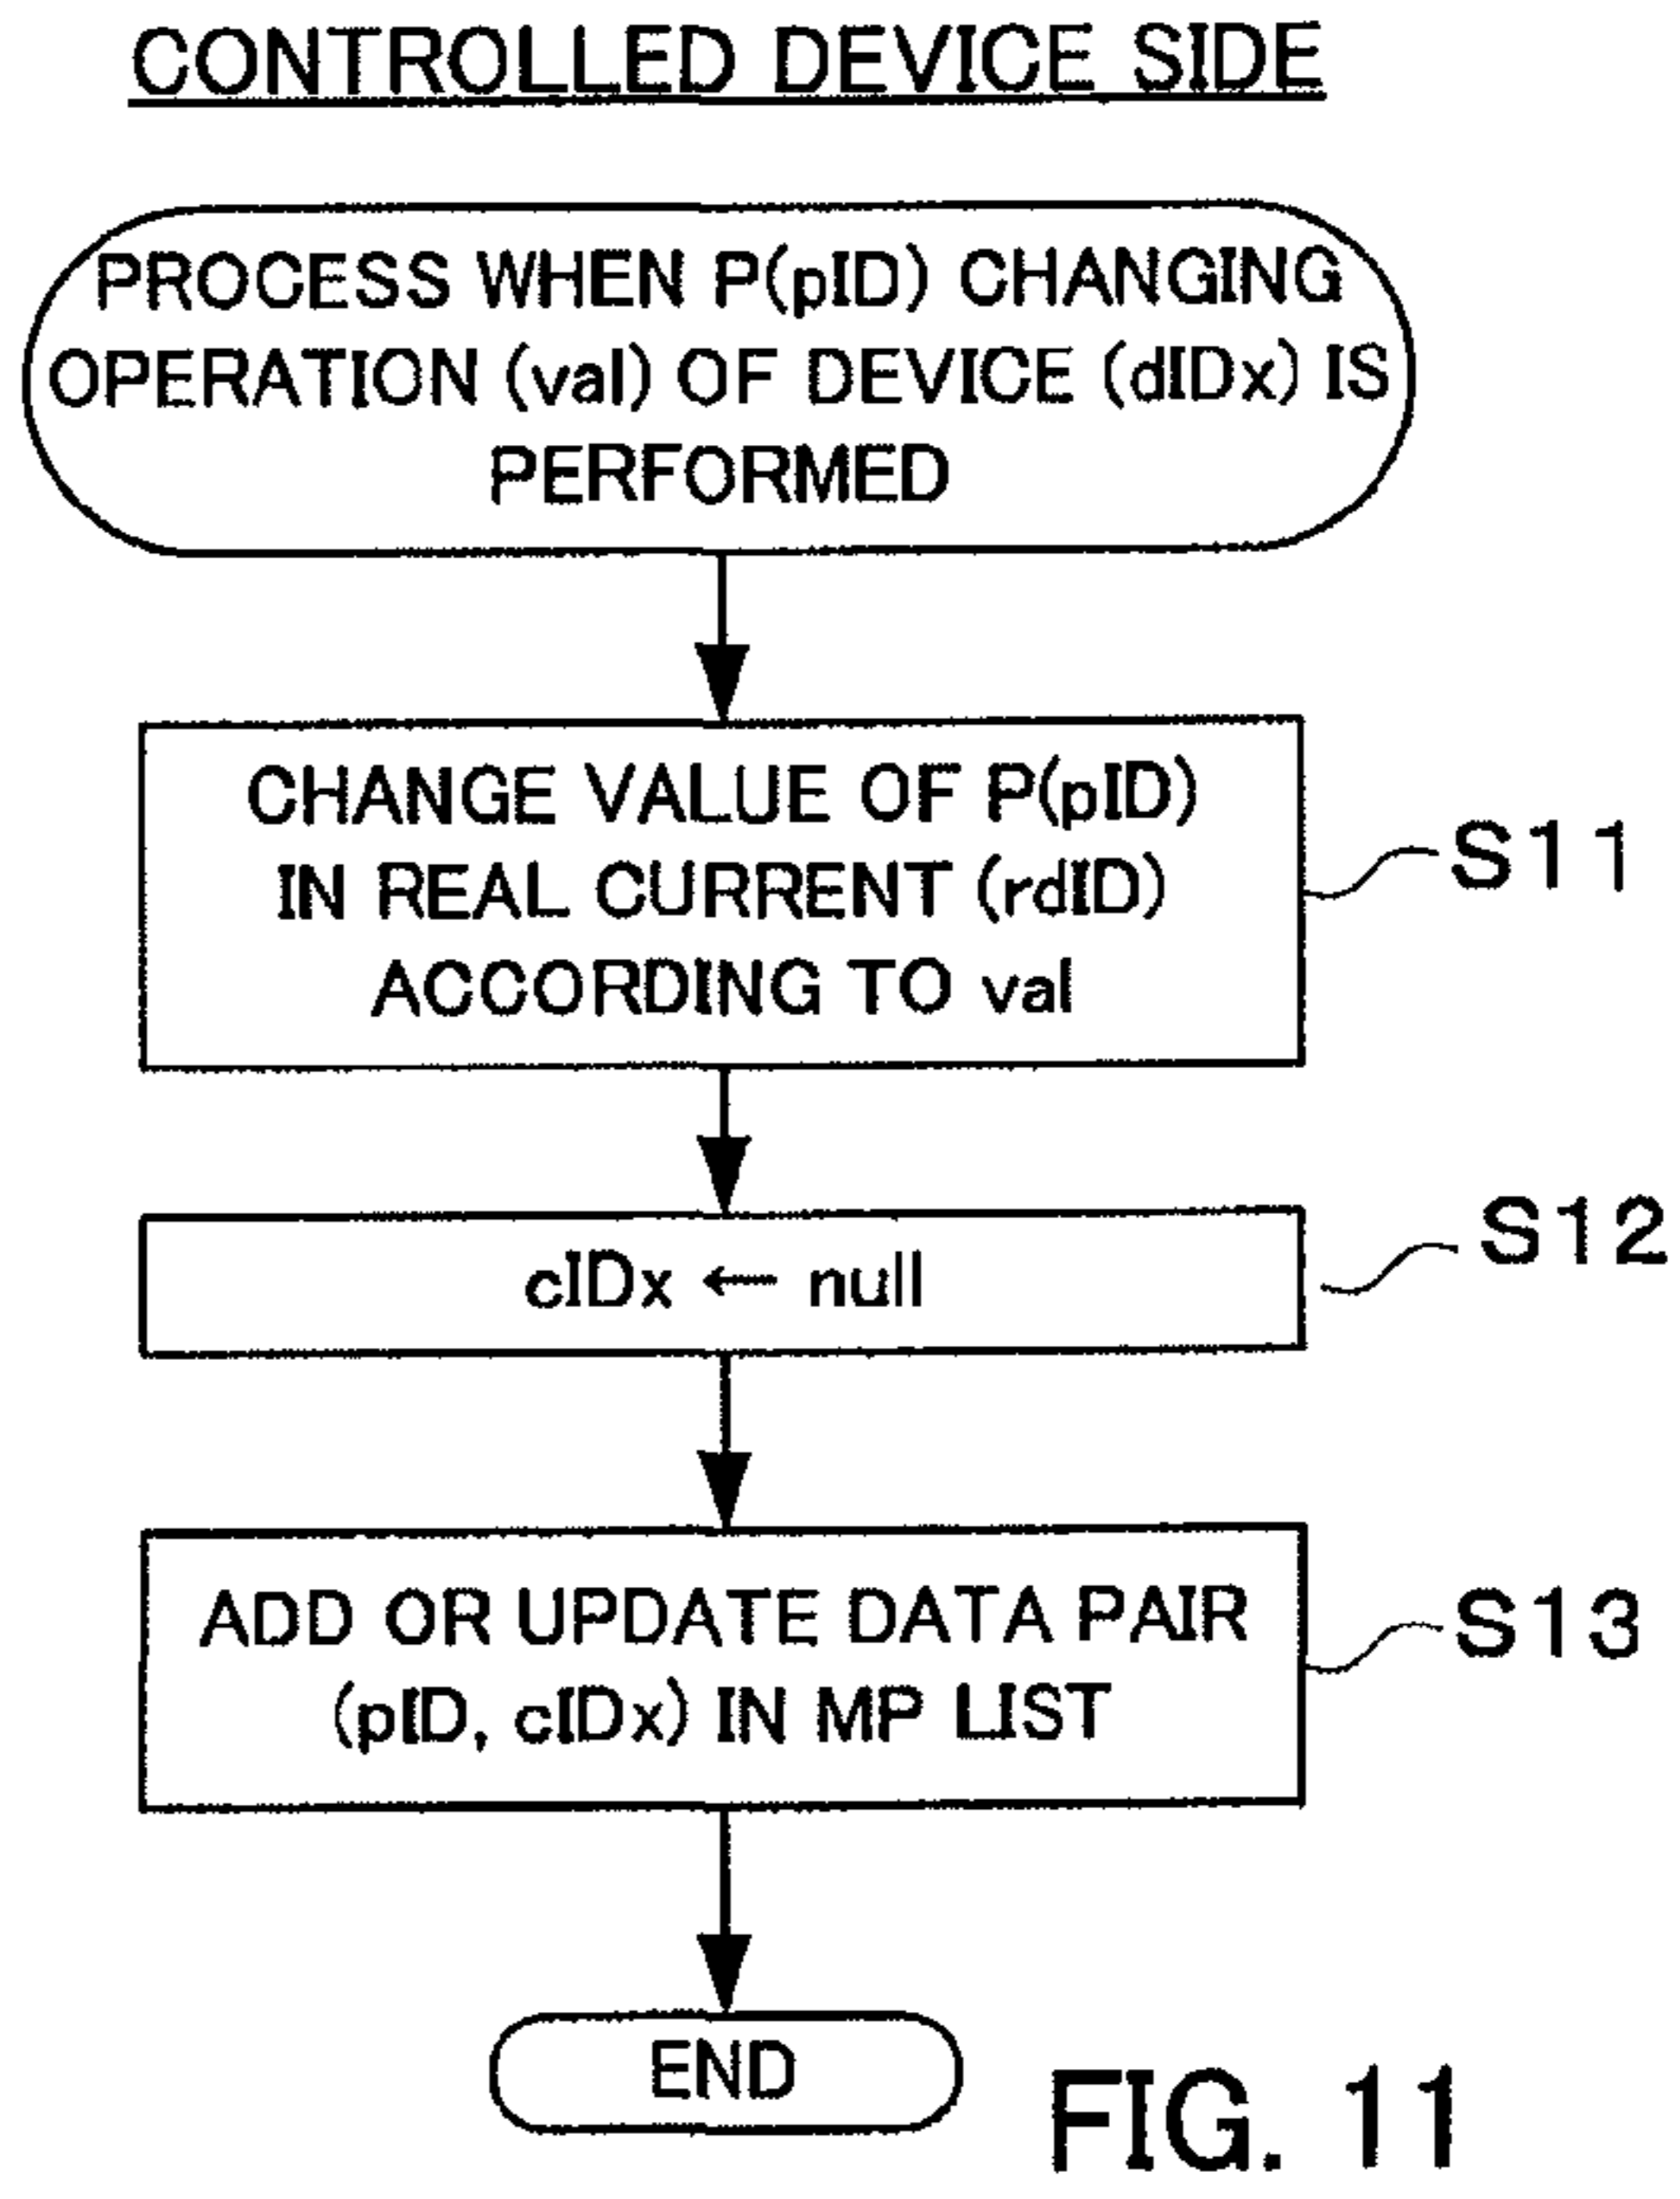 CONTROLLED DEVICE SIDE
PROCESS WHEN P(pID) CHANGING
OPERATION (val) OF DEVICE (dIDx) IS
PERFORMED
CHANGE VALUE OF P(pID)
IN REAL CURRENT (rdID)
ACCORDING TO val
S11
cIDx ← null
S12
ADD OR UPDATE DATA PAIR
(pID, cIDx) IN MP LIST
S13
END
FIG. 11